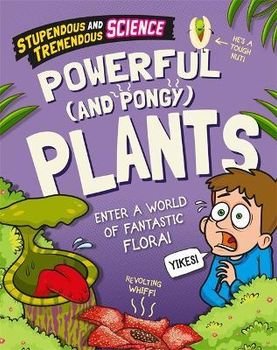 STUPENDOUS AND
TREMENDOUS SCIENCE
HE'S A
TOUGH
NUT!
POWERFUL
(AND PONGY)
PLANTS
ENTER A WORLD
OF FANTASTIC
FLORA!
YIKES!
REVOLTING
WHIFF!